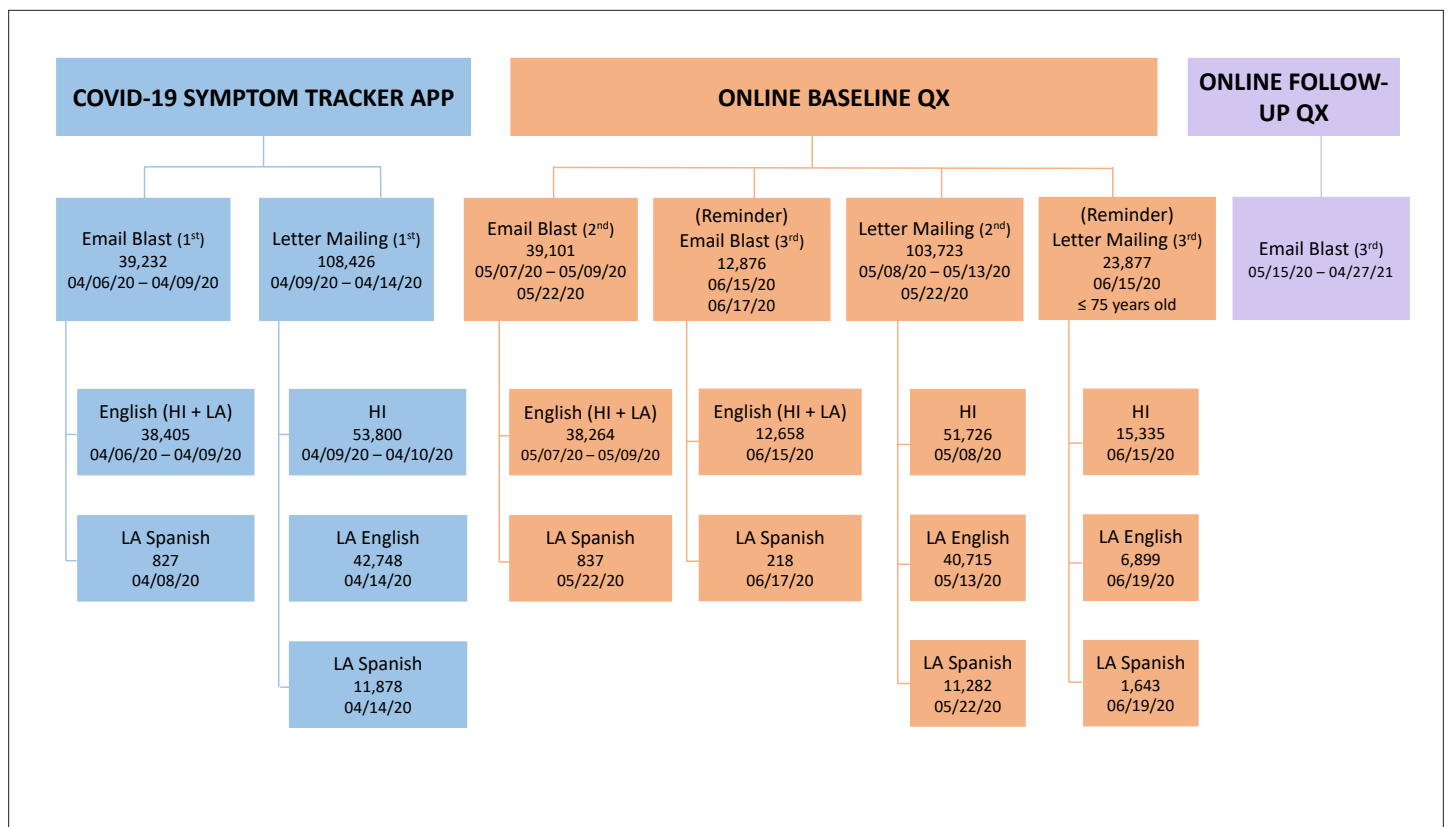 COVID-19 SYMPTOM TRACKER APP
ONLINE BASELINE QX
ONLINE FOLLOW-
UP QX
Email Blast (1st)
39,232
04/06/20 – 04/09/20
Letter Mailing (1st)
108,426
04/09/20 – 04/14/20
Email Blast (2nd)
39,101
05/07/20 – 05/09/20
05/22/20
(Reminder)
Email Blast (3rd)
12,876
06/15/20
06/17/20
Letter Mailing (2nd)
103,723
05/08/20 – 05/13/20
05/22/20
(Reminder)
Letter Mailing (3rd)
23,877
06/15/20
≤ 75 years old
Email Blast (3rd)
05/15/20 – 04/27/21
English (HI + LA)
38,405
04/06/20 – 04/09/20
HI
53,800
04/09/20 – 04/10/20
English (HI + LA)
38,264
05/07/20 – 05/09/20
English (HI + LA)
12,658
06/15/20
HI
51,726
05/08/20
HI
15,335
06/15/20
LA Spanish
827
04/08/20
LA English
42,748
04/14/20
LA Spanish
837
05/22/20
LA Spanish
218
06/17/20
LA English
40,715
05/13/20
LA English
6,899
06/19/20
LA Spanish
11,878
04/14/20
LA Spanish
11,282
05/22/20
LA Spanish
1,643
06/19/20